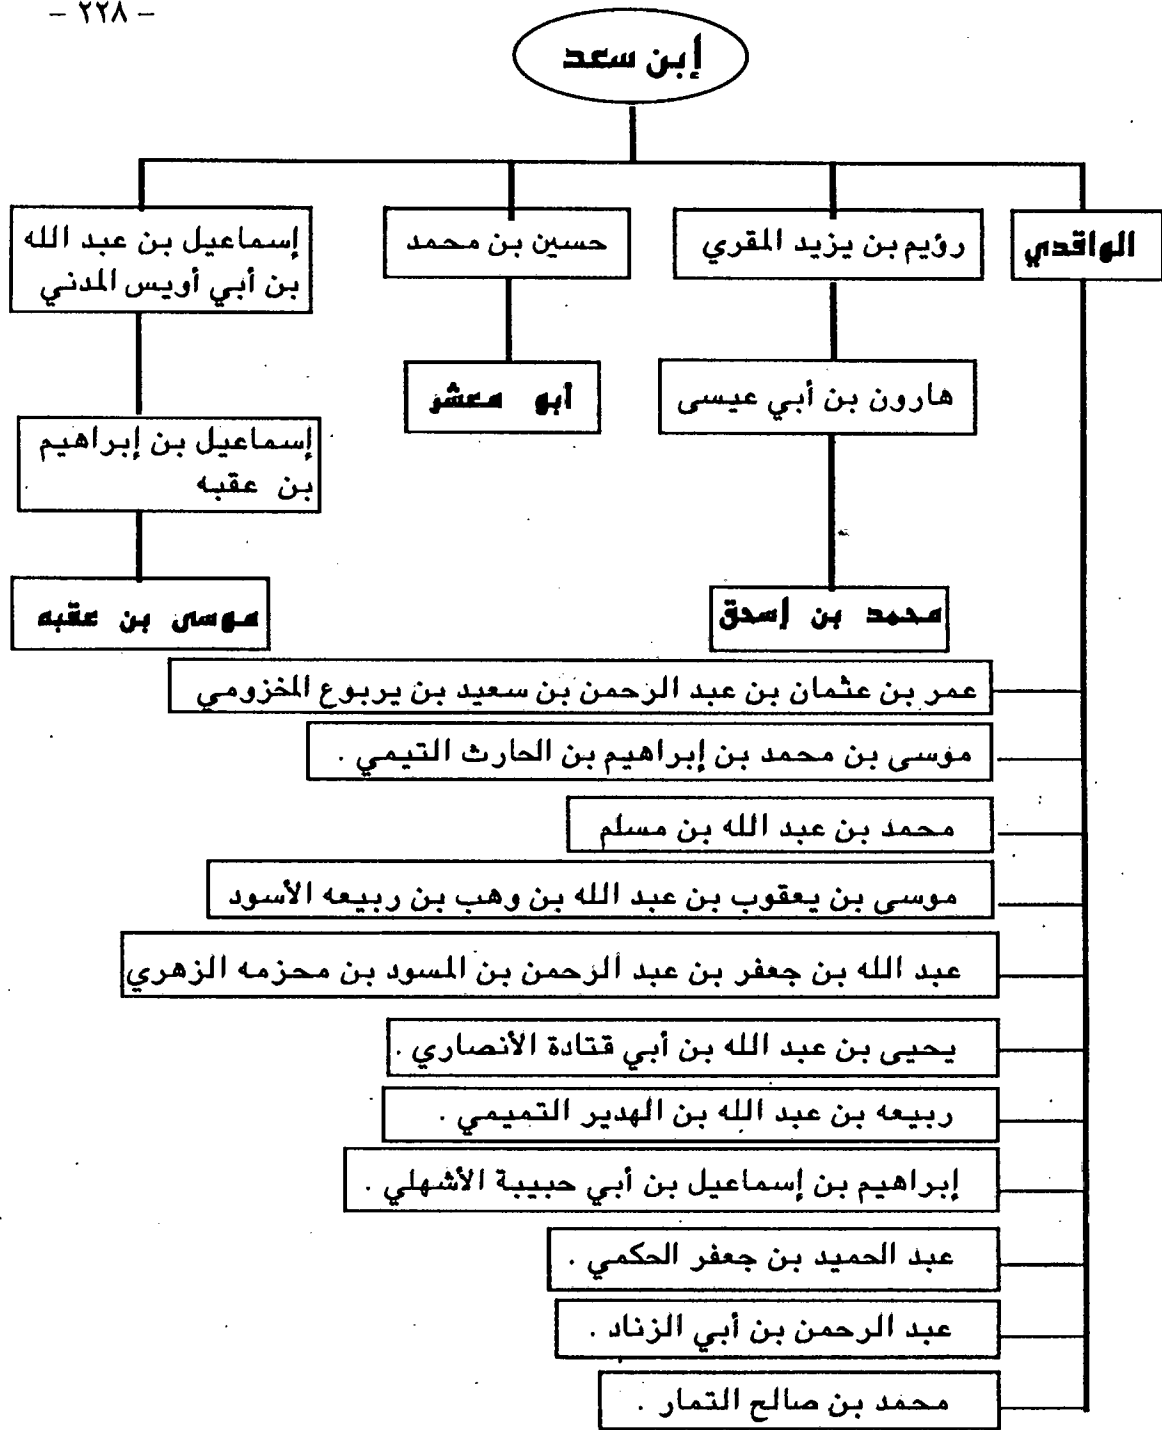 - ٢٢٨ -
إبن سعد
الواقدي
رؤيم بن يزيد المقري
حسين بن محمد
إسماعيل بن عبد الله
بن أبي أويس المدني
هارون بن أبي عيسى
أبو معشر
إسماعيل بن إبراهيم
بن عقبه
محمد بن إسحق
موسى بن عقبه
عمر بن عثمان بن عبد الرحمن بن سعيد بن يربوع المخزومي
موسى بن محمد بن إبراهيم بن الحارث التيمي .
محمد بن عبد الله بن مسلم
موسى بن يعقوب بن عبد الله بن وهب بن ربيعه الأسود
عبد الله بن جعفر بن عبد الرحمن بن المسود بن محزمه الزهري
يحيى بن عبد الله بن أبي قتادة الأنصاري .
ربيعه بن عبد الله بن الهدير التميمي .
إبراهيم بن إسماعيل بن أبي حبيبة الأشهلي .
عبد الحميد بن جعفر الحكمي .
عبد الرحمن بن أبي الزناد .
محمد بن صالح التمار .